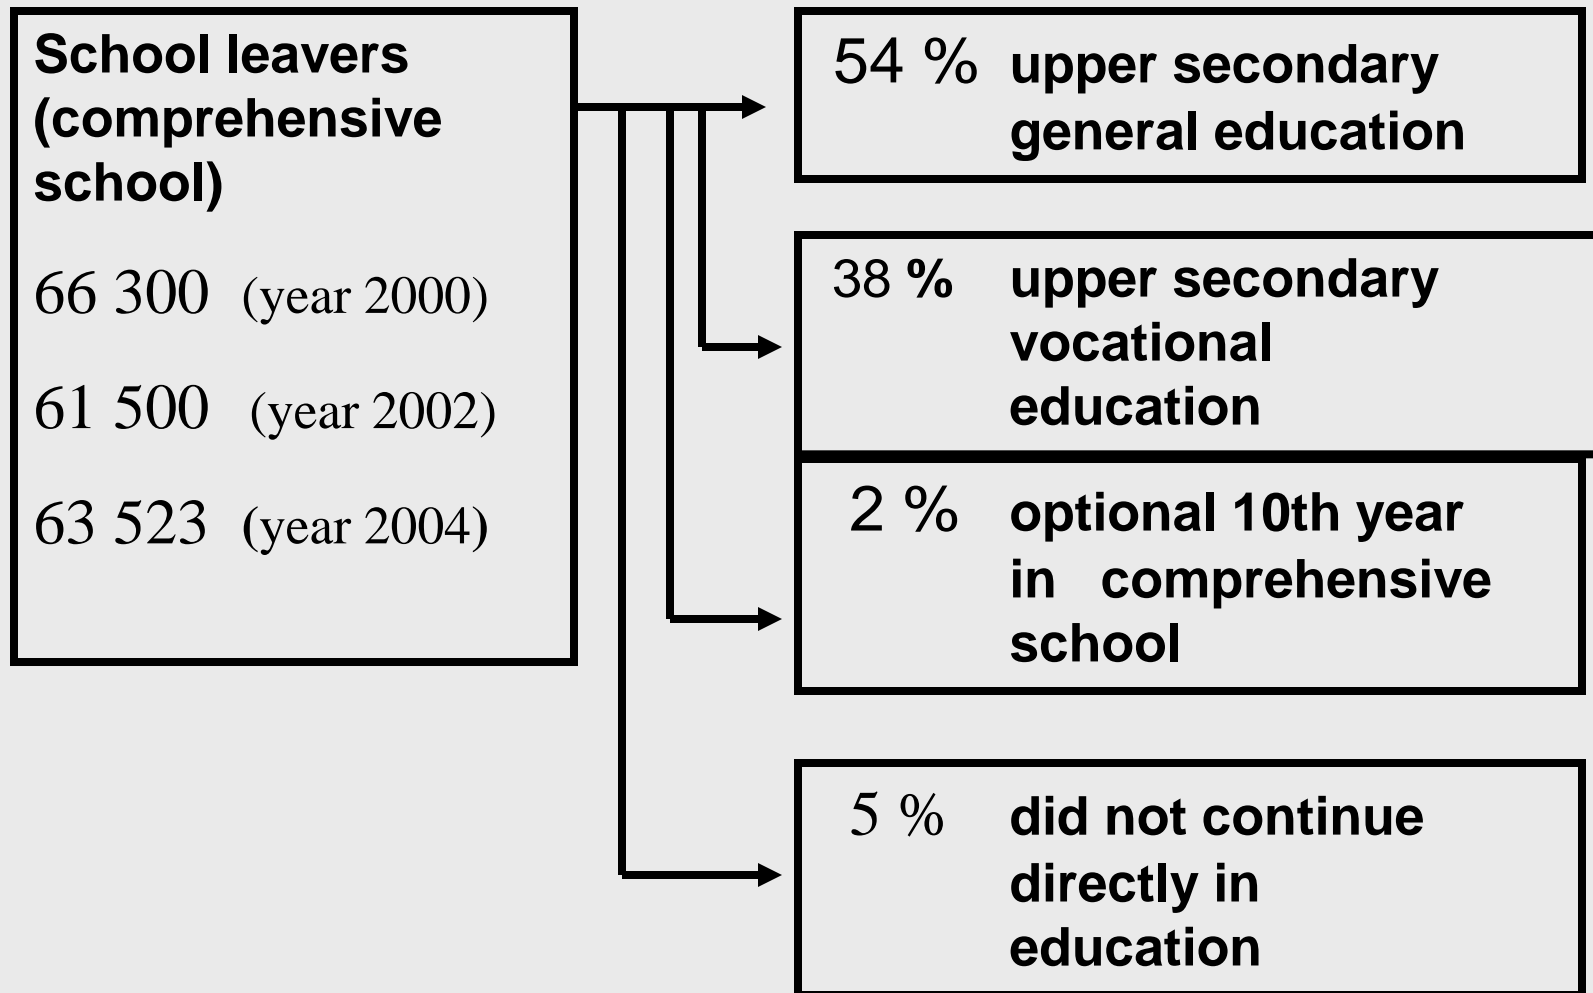 School leavers
(comprehensive
school)
66 300 (year 2000)
61 500 (year 2002)
63 523 (year 2004)
54 % upper secondary
general education
38 % upper secondary
vocational
education
2 % optional 10th year
in comprehensive
school
5 % did not continue
directly in
education